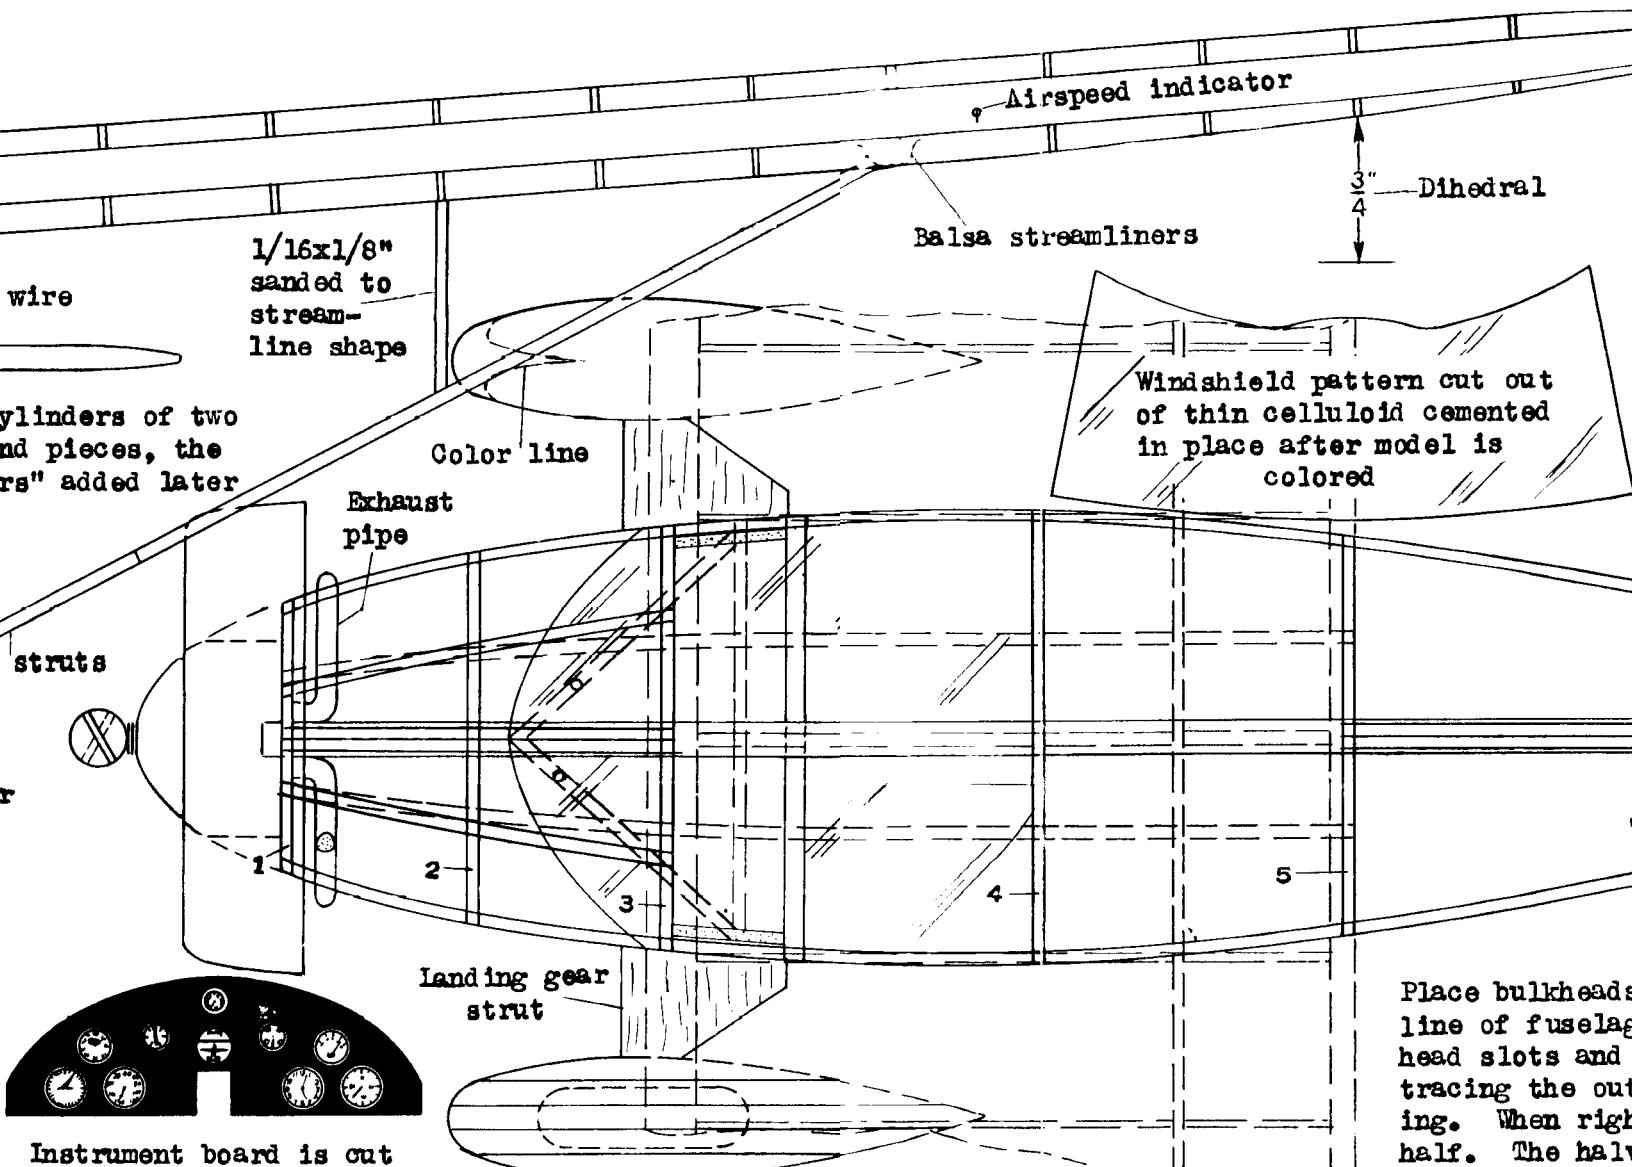 Airspeed indicator
3"
4
Dihedral
Balsa streamliners
1/16x1/8"
sanded to
stream-
line shape
wire
Windshield pattern cut out
of thin celluloid cemented
in place after model is
colored
ylinders of two
nd pieces, the
rs" added later
Color line
Exhaust
pipe
struts
r
1
2
3
4
5
Landing gear
strut
Instrument board is cut
Place bulkheads
line of fuselag
head slots and
tracing the out
ing. When righ
half. The halv